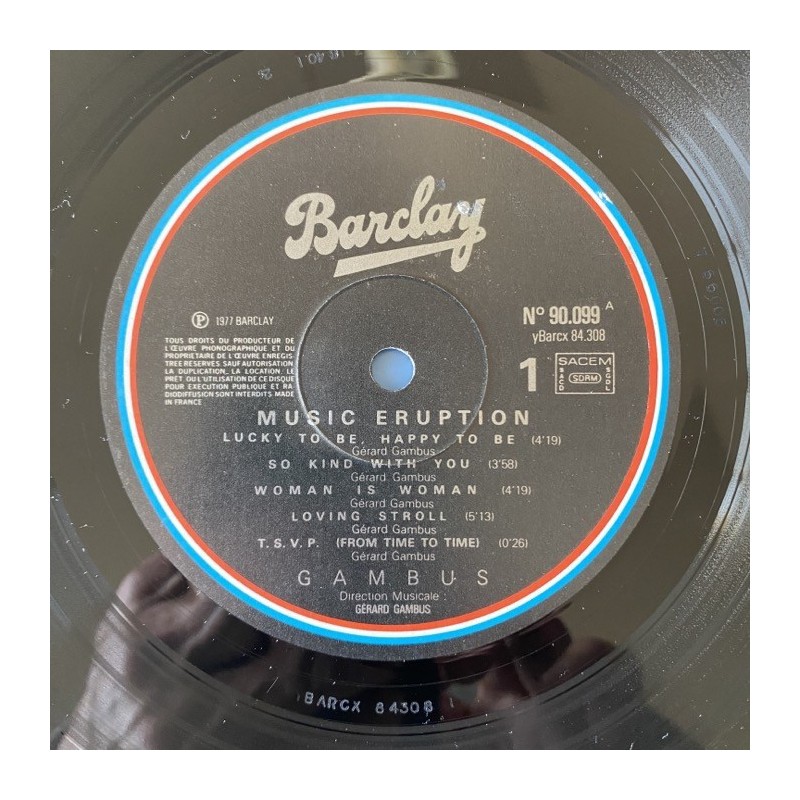 Barclay
Ⓟ 1977 BARCLAY
N° 90.099 A
yBarcx 84.308
TOUS DROITS DU PRODUCTEUR DE
L'ŒUVRE PHONOGRAPHIQUE ET DU
PROPRIETAIRE DE L'ŒUVRE ENREGIS-
TREE RESERVES SAUF AUTORISATION
LA DUPLICATION, LA LOCATION, LE
PRET OU L'UTILISATION DE CE DISQUE
POUR EXECUTION PUBLIQUE ET RA-
DIODIFFUSION SONT INTERDITS MADE
IN FRANCE
1
SACEM
SACD
SDRM
SGDL
MUSIC ERUPTION
LUCKY TO BE, HAPPY TO BE (4'19)
Gérard Gambus
SO KIND WITH YOU (3'58)
Gérard Gambus
WOMAN IS WOMAN (4'19)
Gérard Gambus
LOVING STROLL (5'13)
Gérard Gambus
T.S.V.P. (FROM TIME TO TIME) (0'26)
Gérard Gambus
GAMBUS
Direction Musicale :
GÉRARD GAMBUS
BARCX 84308